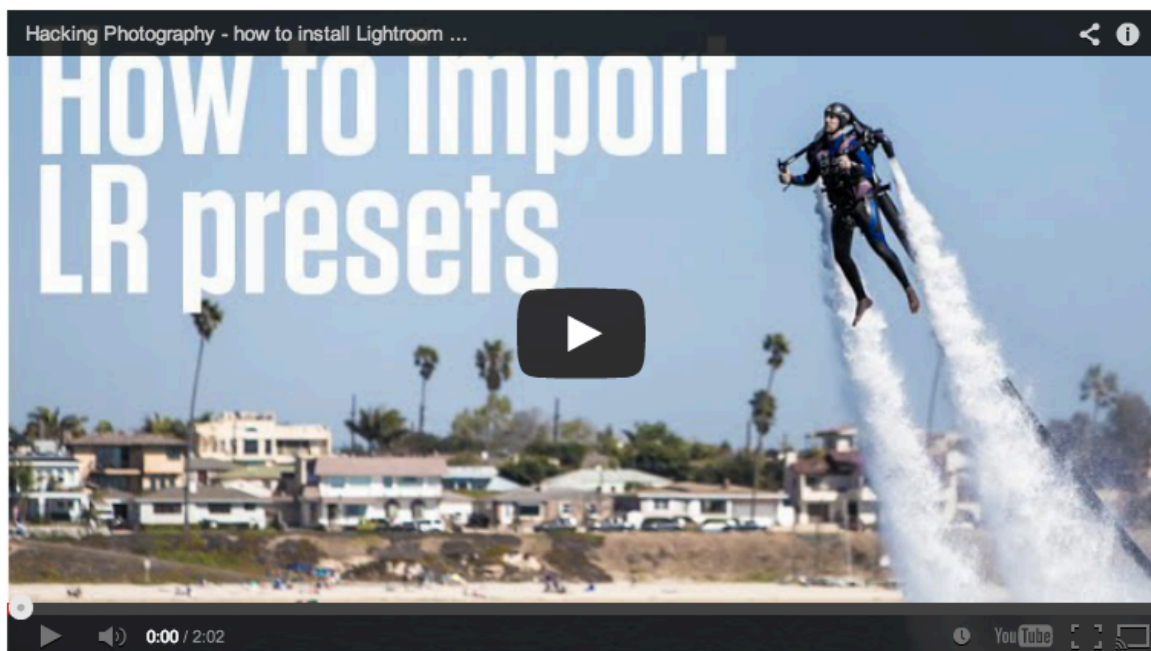 Hacking Photography - how to install Lightroom ...
How to import
LR presets
0:00 / 2:02
YouTube